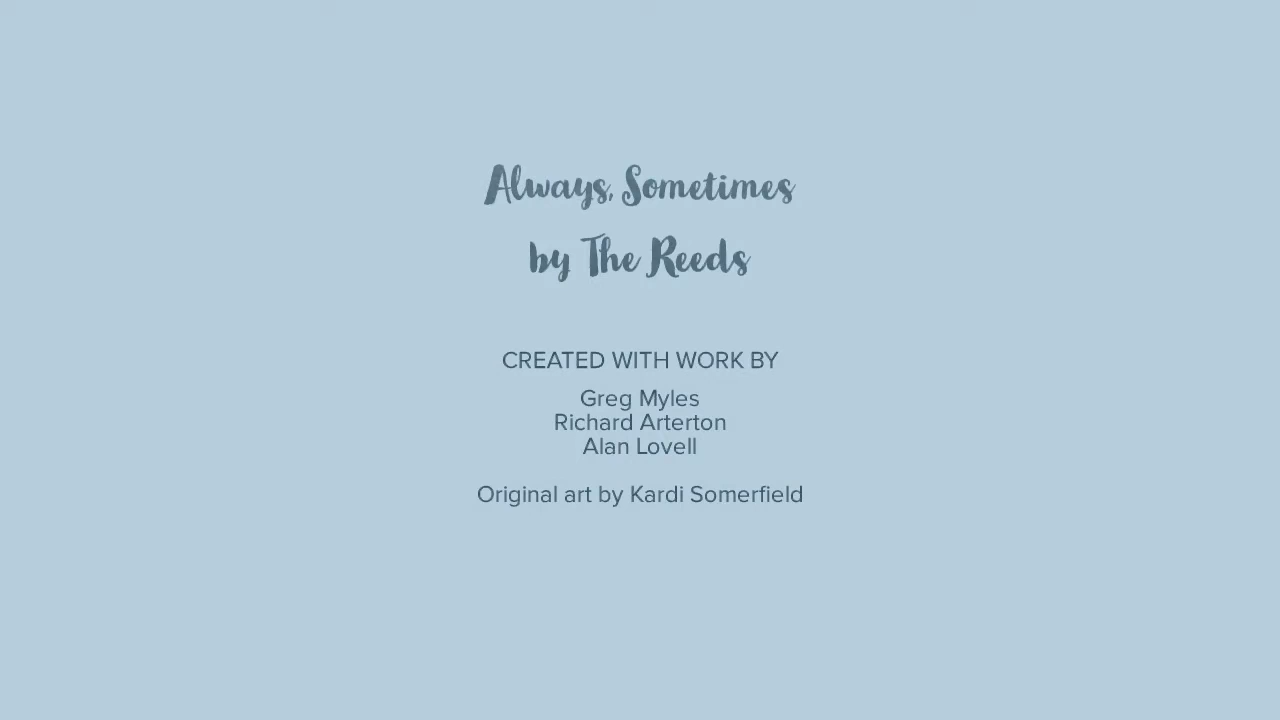 Always, Sometimes
by The Reeds
CREATED WITH WORK BY
Greg Myles
Richard Arterton
Alan Lovell
Original art by Kardi Somerfield